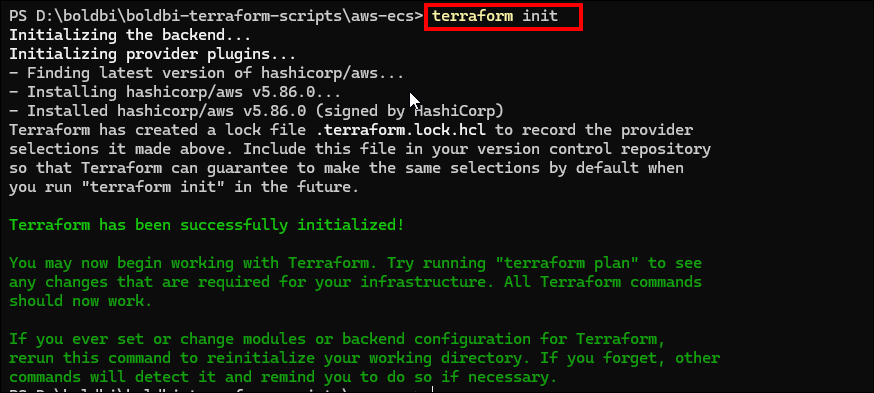 PS D:\boldbi\boldbi-terraform-scripts\aws-ecs> terraform init
Initializing the backend...
Initializing provider plugins...
- Finding latest version of hashicorp/aws...
- Installing hashicorp/aws v5.86.0...
- Installed hashicorp/aws v5.86.0 (signed by HashiCorp)
Terraform has created a lock file .terraform.lock.hcl to record the provider
selections it made above. Include this file in your version control repository
so that Terraform can guarantee to make the same selections by default when
you run "terraform init" in the future.
Terraform has been successfully initialized!
You may now begin working with Terraform. Try running "terraform plan" to see
any changes that are required for your infrastructure. All Terraform commands
should now work.
If you ever set or change modules or backend configuration for Terraform,
rerun this command to reinitialize your working directory. If you forget, other
commands will detect it and remind you to do so if necessary.